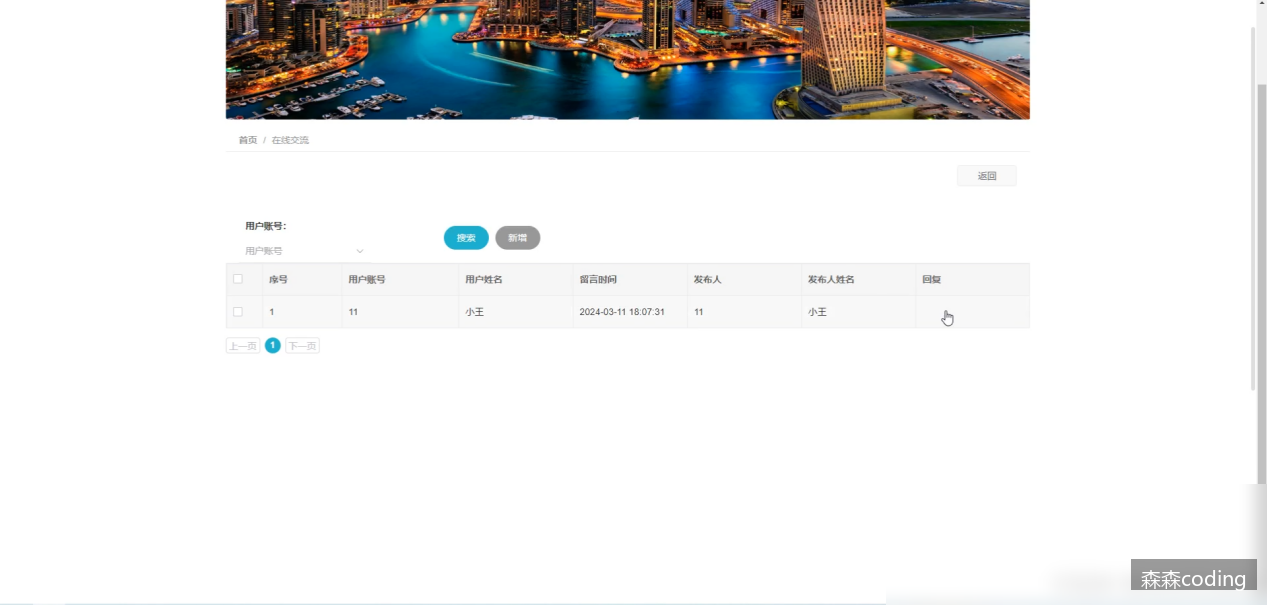 首页 / 在线交流
返回
用户账号：
用户账号
搜索 新增
序号 用户账号 用户姓名 留言时间 发布人 发布人姓名 回复
1 11 小王 2024-03-11 18:07:31 11 小王
上一页 1 下一页
森森coding